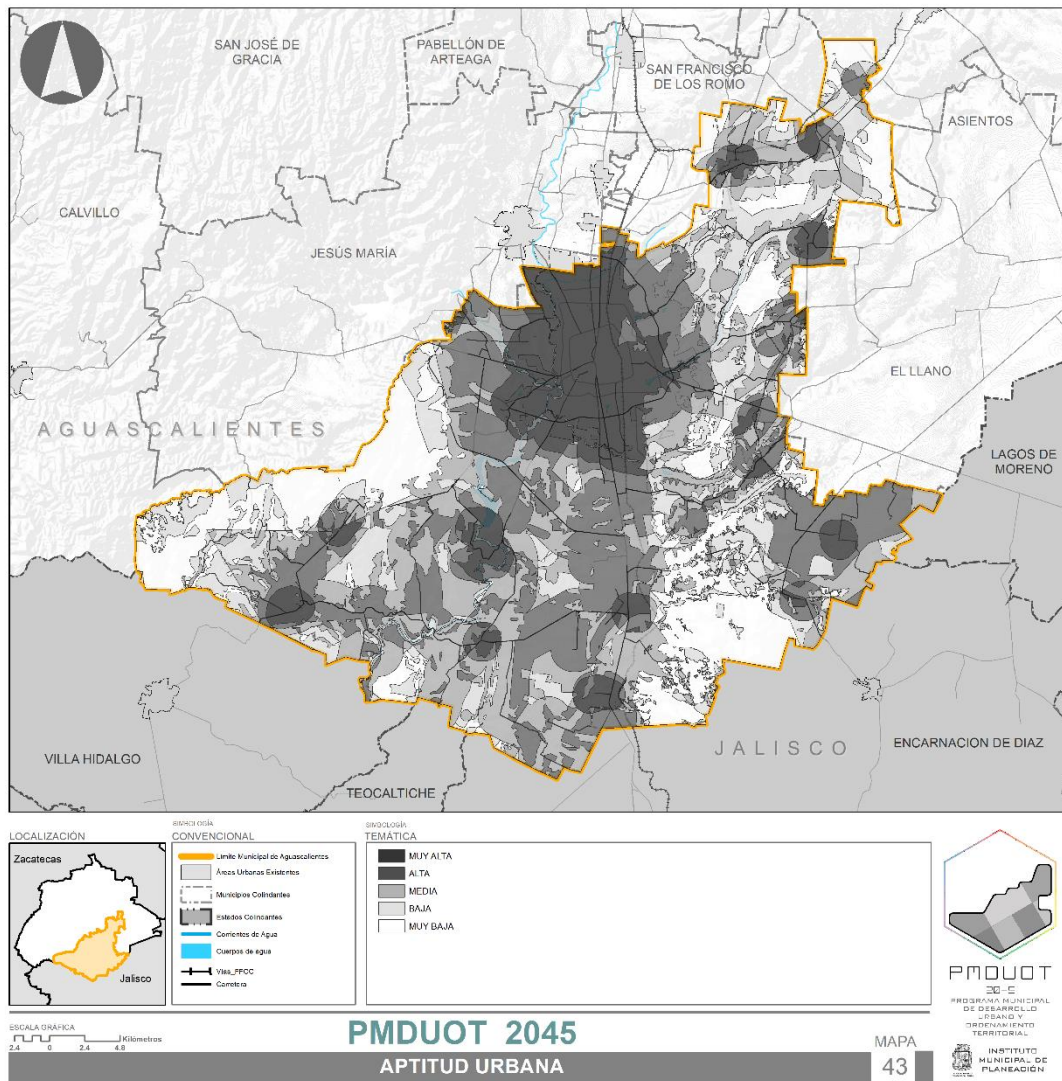 SAN JOSÉ DE
GRACIA
PABELLÓN DE
ARTEAGA
SAN FRANCISCO
DE LOS ROMO
ASIENTOS
CALVILLO
JESÚS MARÍA
EL LLANO
AGUASCALIENTES
LAGOS DE
MORENO
JALISCO
ENCARNACION DE DIAZ
VILLA HIDALGO
TEOCALTICHE
LOCALIZACIÓN
Zacatecas
Jalisco
SIMBOLOGÍA
CONVENCIONAL
Límite Municipal de Aguascalientes
Áreas Urbanas Existentes
Municipios Colindantes
Estados Colindantes
Corrientes de Agua
Cuerpos de agua
Vías_FFCC
Carretera
SIMBOLOGÍA
TEMÁTICA
MUY ALTA
ALTA
MEDIA
BAJA
MUY BAJA
PMDUOT
PROGRAMA MUNICIPAL
DE DESARROLLO
URBANO Y
ORDENAMIENTO
TERRITORIAL
INSTITUTO
MUNICIPAL DE
PLANEACIÓN
ESCALA GRÁFICA
Kilómetros
2.4 0 2.4 4.8
PMDUOT 2045
APTITUD URBANA
MAPA
43